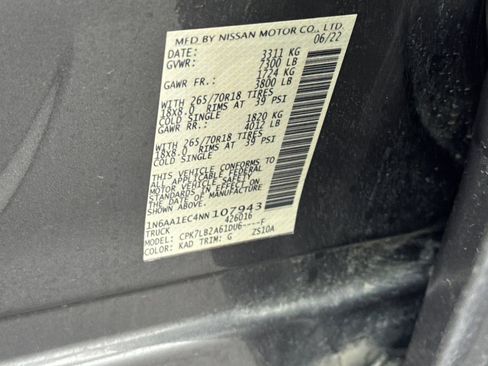 MFD BY NISSAN MOTOR CO., LTD.
DATE: 06/22
GVWR: 3311 KG
7300 LB
GAWR FR.: 1724 KG
3800 LB
WITH 265/70R18 TIRES
18X8.0 RIMS AT 39 PSI
COLD SINGLE
GAWR RR.: 1820 KG
4012 LB
WITH 265/70R18 TIRES
18X8.0 RIMS AT 39 PSI
COLD SINGLE
THIS VEHICLE CONFORMS TO
ALL APPLICABLE FEDERAL
MOTOR VEHICLE SAFETY
STANDARDS IN EFFECT ON
THE DATE OF MANUFACTURE
SHOWN ABOVE.
1N6AA1EC4NN107943
TRUCK 426016
MODEL: CPK7LB2A61DU6----F
COLOR: KAD TRIM: G ZS10A